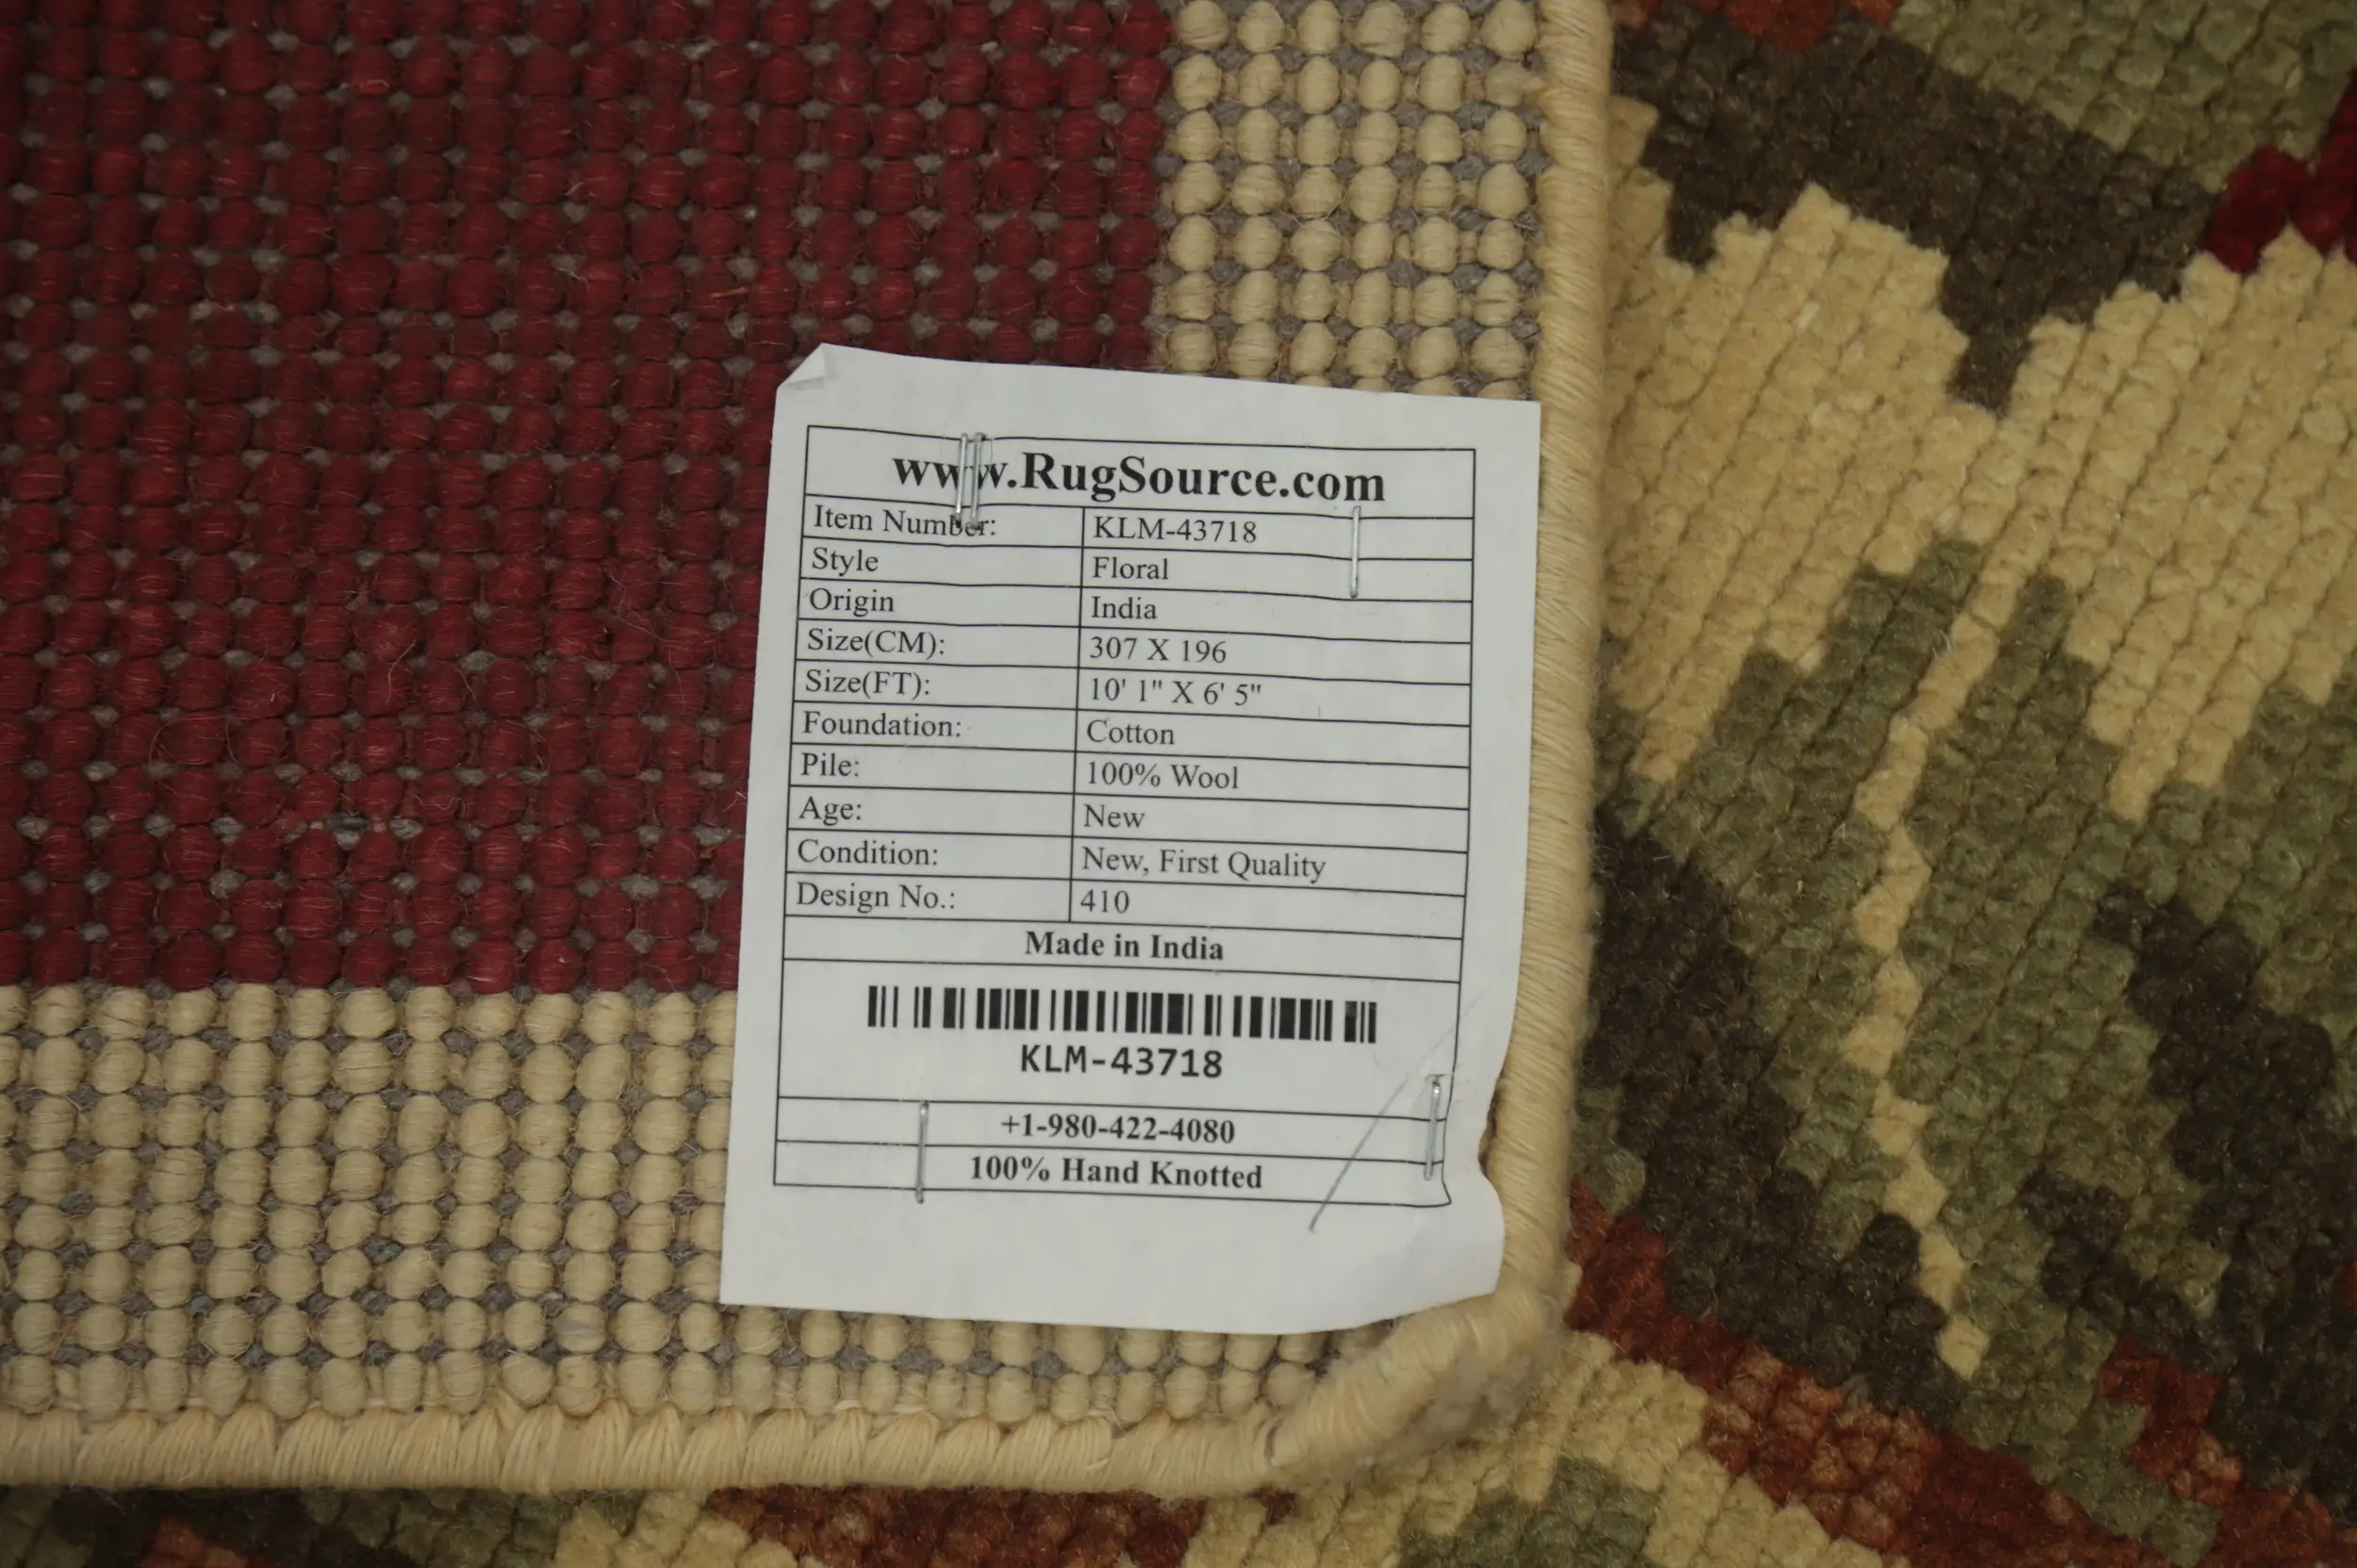 www.RugSource.com
Item Number: KLM-43718
Style Floral
Origin India
Size(CM): 307 X 196
Size(FT): 10' 1" X 6' 5"
Foundation: Cotton
Pile: 100% Wool
Age: New
Condition: New, First Quality
Design No.: 410
Made in India
KLM-43718
+1-980-422-4080
100% Hand Knotted